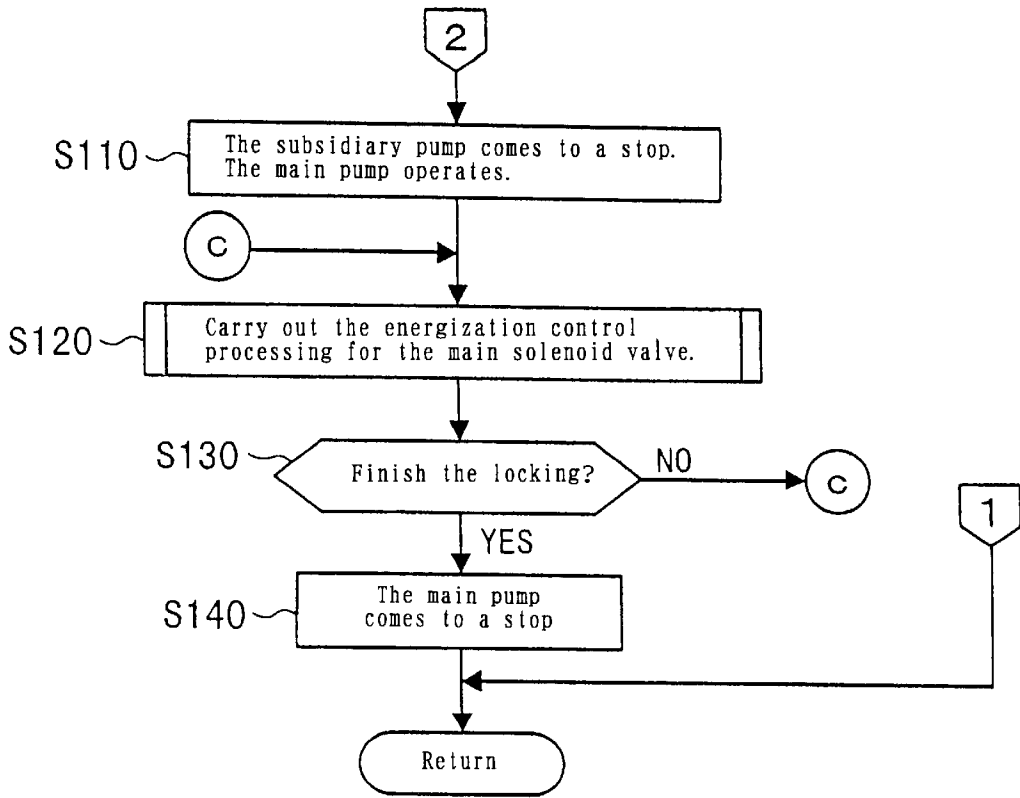 2
S110
The subsidiary pump comes to a stop.
The main pump operates.
C
S120
Carry out the energization control
processing for the main solenoid valve.
S130
Finish the locking?
NO
C
1
YES
S140
The main pump
comes to a stop
Return